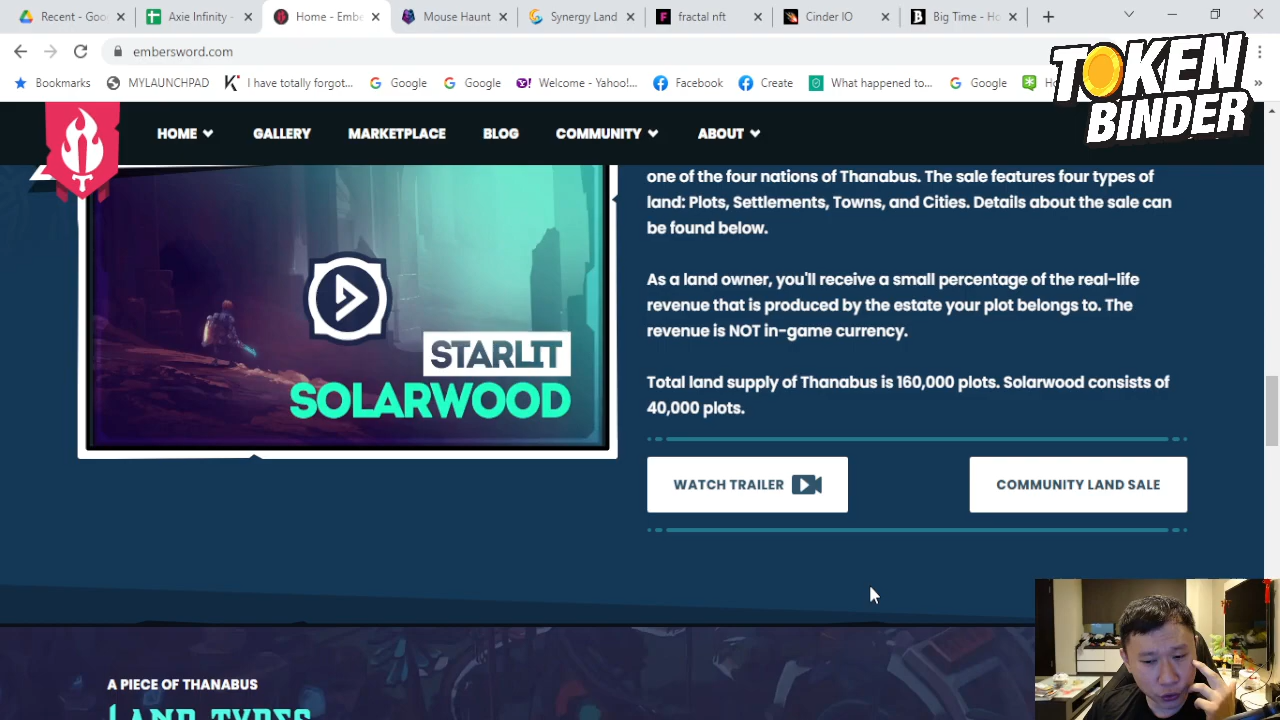 Recent - Goo
Axie Infinity
Home - Embe
Mouse Haunt
Synergy Land
fractal nft
Cinder IO
Big Time - Ho
embersword.com
Bookmarks
MYLAUNCHPAD
I have totally forgot...
Google
Google
Welcome - Yahoo!...
Facebook
Create
What happened to...
Google
TOKEN
BINDER
HOME
GALLERY
MARKETPLACE
BLOG
COMMUNITY
ABOUT
one of the four nations of Thanabus. The sale features four types of
land: Plots, Settlements, Towns, and Cities. Details about the sale can
be found below.
As a land owner, you'll receive a small percentage of the real-life
revenue that is produced by the estate your plot belongs to. The
revenue is NOT in-game currency.
STARLIT
SOLARWOOD
Total land supply of Thanabus is 160,000 plots. Solarwood consists of
40,000 plots.
WATCH TRAILER
COMMUNITY LAND SALE
A PIECE OF THANABUS
LAND TYPES